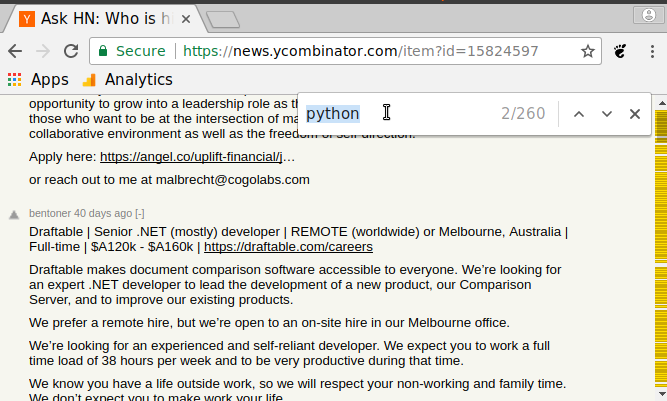 Y Ask HN: Who is h
Secure https://news.ycombinator.com/item?id=15824597
Apps Analytics
python 2/260
opportunity to grow into a leadership role as th
those who want to be at the intersection of ma
collaborative environment as well as the freedom of self-direction.
Apply here: https://angel.co/uplift-financial/j…
or reach out to me at malbrecht@cogolabs.com
bentoner 40 days ago [-]
Draftable | Senior .NET (mostly) developer | REMOTE (worldwide) or Melbourne, Australia |
Full-time | $A120k - $A160k | https://draftable.com/careers
Draftable makes document comparison software accessible to everyone. We're looking for
an expert .NET developer to lead the development of a new product, our Comparison
Server, and to improve our existing products.
We prefer a remote hire, but we're open to an on-site hire in our Melbourne office.
We're looking for an experienced and self-reliant developer. We expect you to work a full
time load of 38 hours per week and to be very productive during that time.
We know you have a life outside work, so we will respect your non-working and family time.
We don't expect you to make work your life